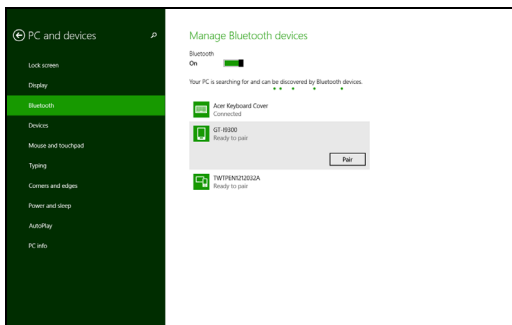 PC and devices
Lock screen
Display
Bluetooth
Devices
Mouse and touchpad
Typing
Corners and edges
Power and sleep
AutoPlay
PC info
Manage Bluetooth devices
Bluetooth
On
Your PC is searching for and can be discovered by Bluetooth devices.
Acer Keyboard Cover
Connected
GT-I9300
Ready to pair
Pair
TWTPEN1212032A
Ready to pair